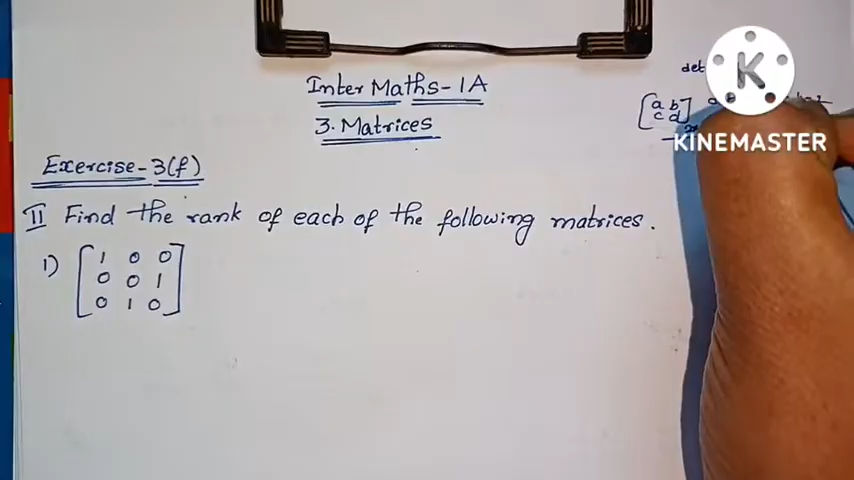 Inter Maths-1A
3. Matrices
det
[a b
c d]
K
KINEMASTER
Exercise-3(f)
II Find the rank of each of the following matrices.
1) [1 0 0
0 0 1
0 1 0]